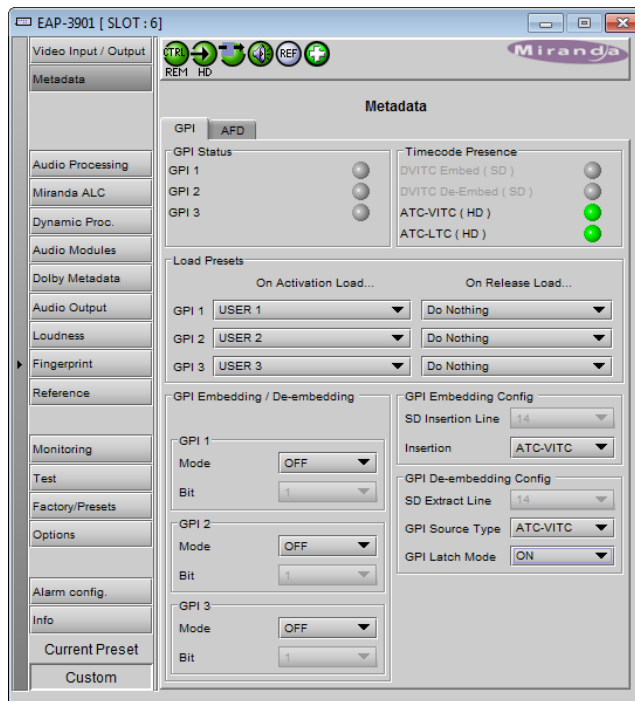 EAP-3901 [ SLOT : 6]
Video Input / Output
Metadata
Audio Processing
Miranda ALC
Dynamic Proc.
Audio Modules
Dolby Metadata
Audio Output
Loudness
Fingerprint
Reference
Monitoring
Test
Factory/Presets
Options
Alarm config.
Info
Current Preset
Custom
CTRL REF
REM HD
Miranda
Metadata
GPI AFD
GPI Status
GPI 1
GPI 2
GPI 3
Timecode Presence
DVITC Embed ( SD )
DVITC De-Embed ( SD )
ATC-VITC ( HD )
ATC-LTC ( HD )
Load Presets
On Activation Load... On Release Load...
GPI 1 USER 1 Do Nothing
GPI 2 USER 2 Do Nothing
GPI 3 USER 3 Do Nothing
GPI Embedding / De-embedding
GPI 1
Mode OFF
Bit 1
GPI 2
Mode OFF
Bit 1
GPI 3
Mode OFF
Bit 1
GPI Embedding Config
SD Insertion Line 14
Insertion ATC-VITC
GPI De-embedding Config
SD Extract Line 14
GPI Source Type ATC-VITC
GPI Latch Mode ON